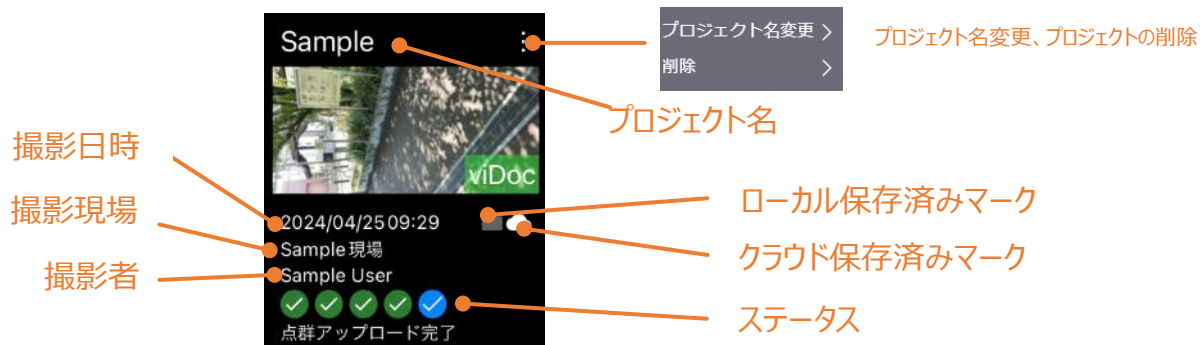 Sample
プロジェクト名変更
削除
プロジェクト名変更、プロジェクトの削除
プロジェクト名
viDoc
撮影日時
撮影現場
撮影者
2024/04/25 09:29
Sample 現場
Sample User
点群アップロード完了
ローカル保存済みマーク
クラウド保存済みマーク
ステータス